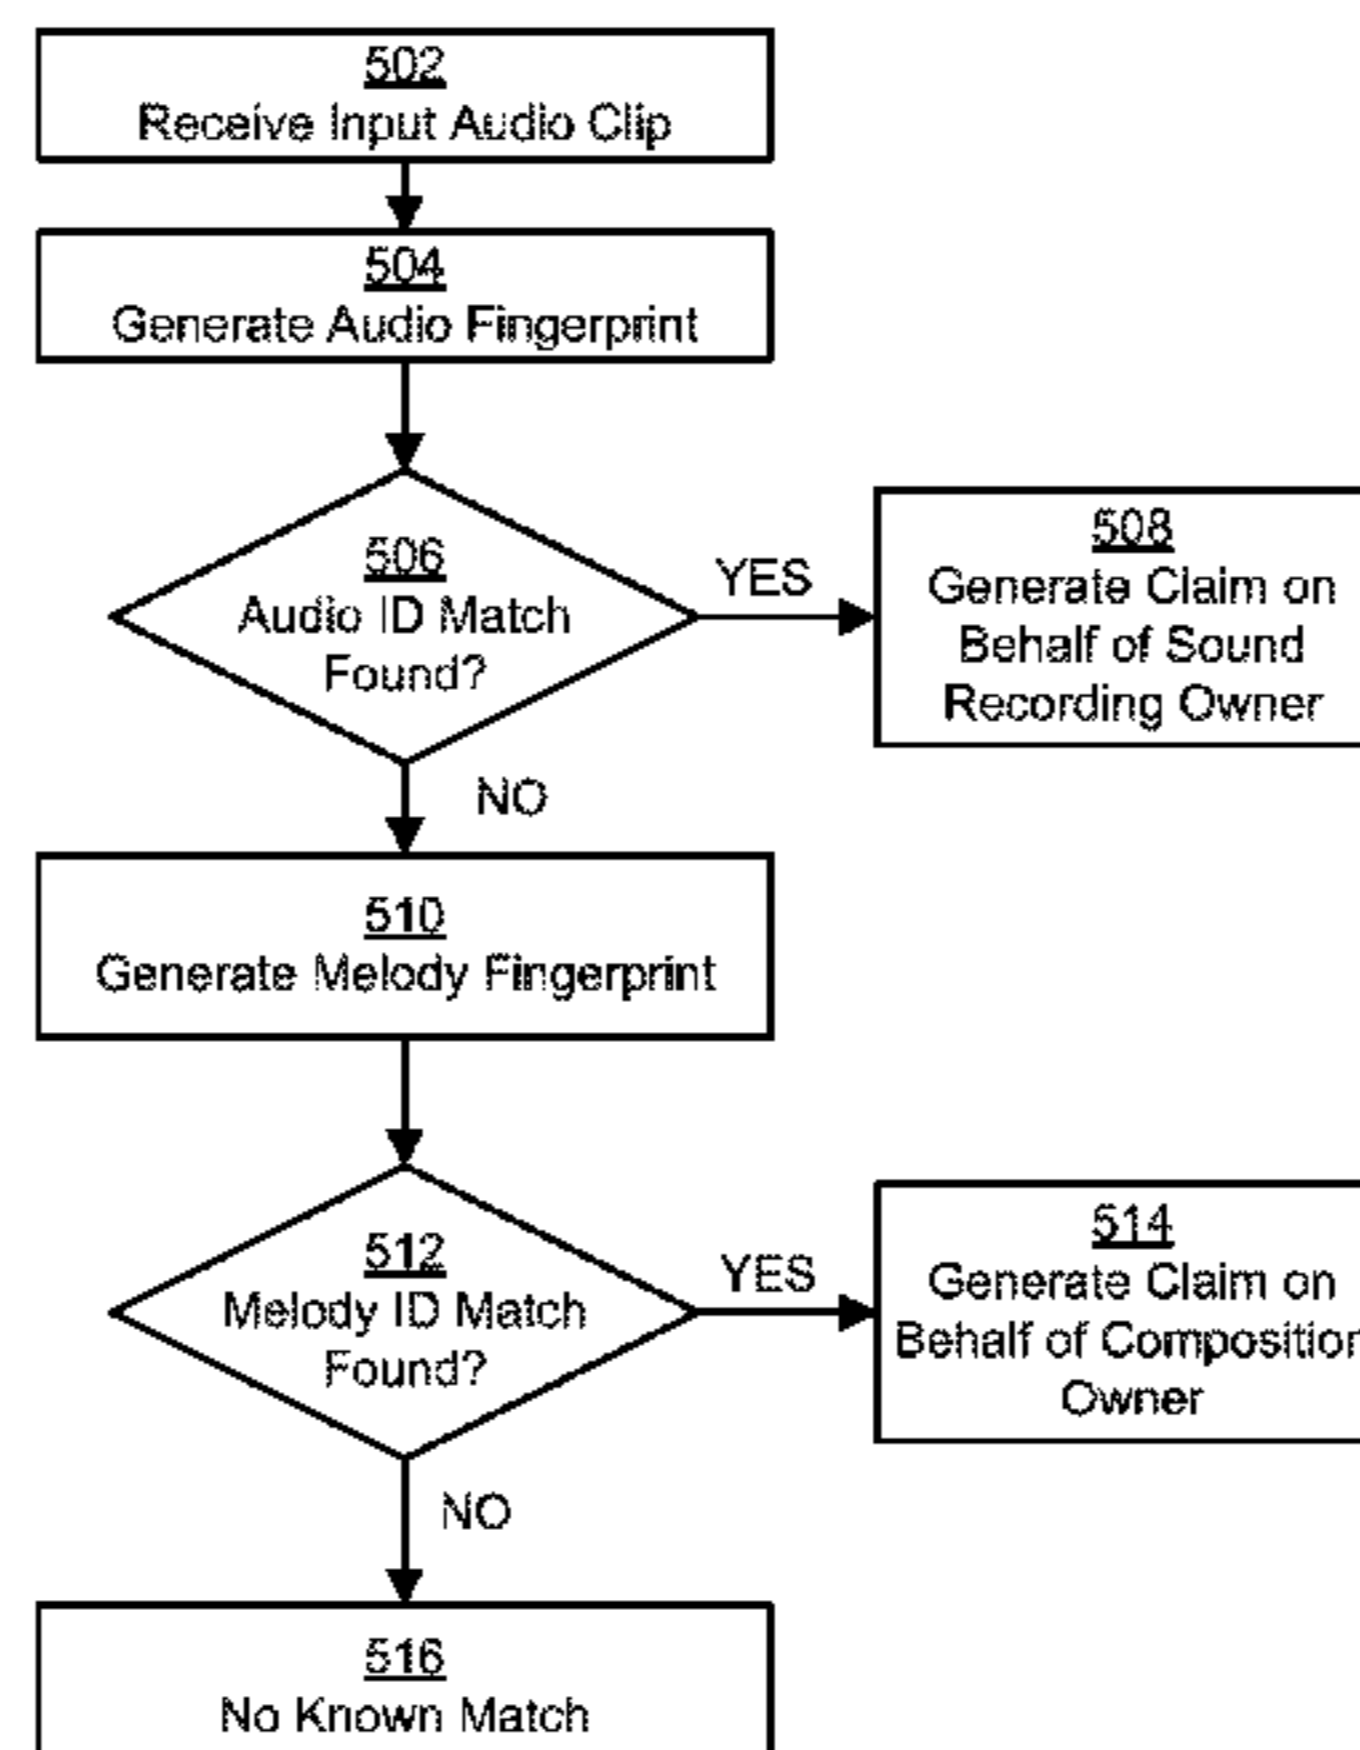 502
Receive Input Audio Clip
504
Generate Audio Fingerprint
506
Audio ID Match
Found?
YES
508
Generate Claim on
Behalf of Sound
Recording Owner
NO
510
Generate Melody Fingerprint
512
Melody ID Match
Found?
YES
514
Generate Claim on
Behalf of Composition
Owner
NO
516
No Known Match